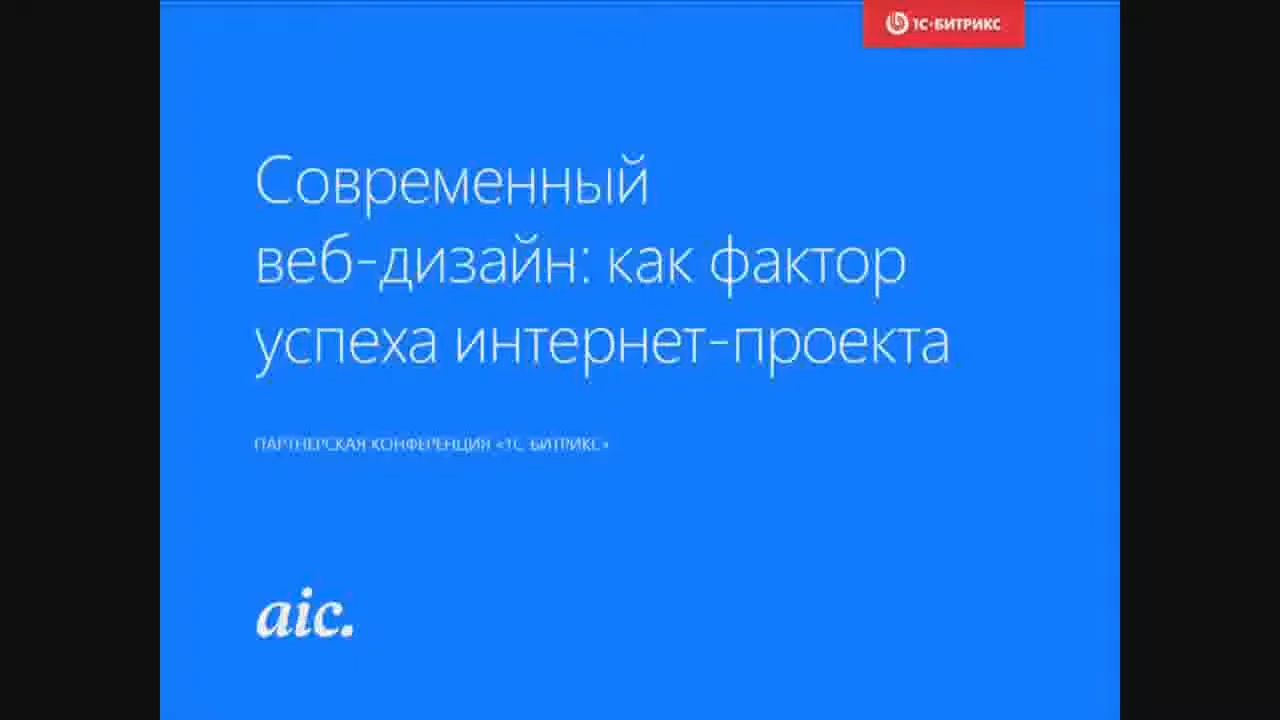 1С-БИТРИКС
Современный
веб-дизайн: как фактор
успеха интернет-проекта
ПАРТНЕРСКАЯ КОНФЕРЕНЦИЯ «1С-БИТРИКС»
aic.